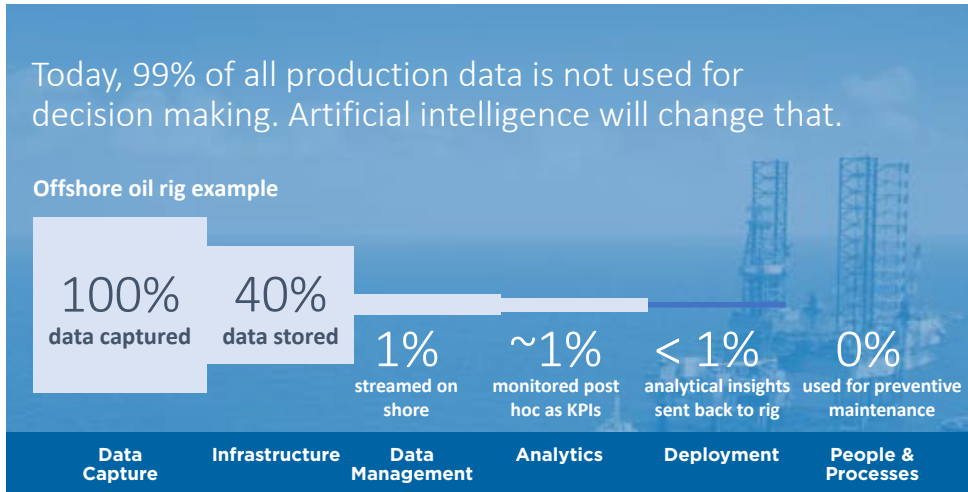 Today, 99% of all production data is not used for
decision making. Artificial intelligence will change that.
Offshore oil rig example
100%
data captured
40%
data stored
1%
streamed on
shore
~1%
monitored post
hoc as KPIs
< 1%
analytical insights
sent back to rig
0%
used for preventive
maintenance
Data
Capture
Infrastructure
Data
Management
Analytics
Deployment
People &
Processes